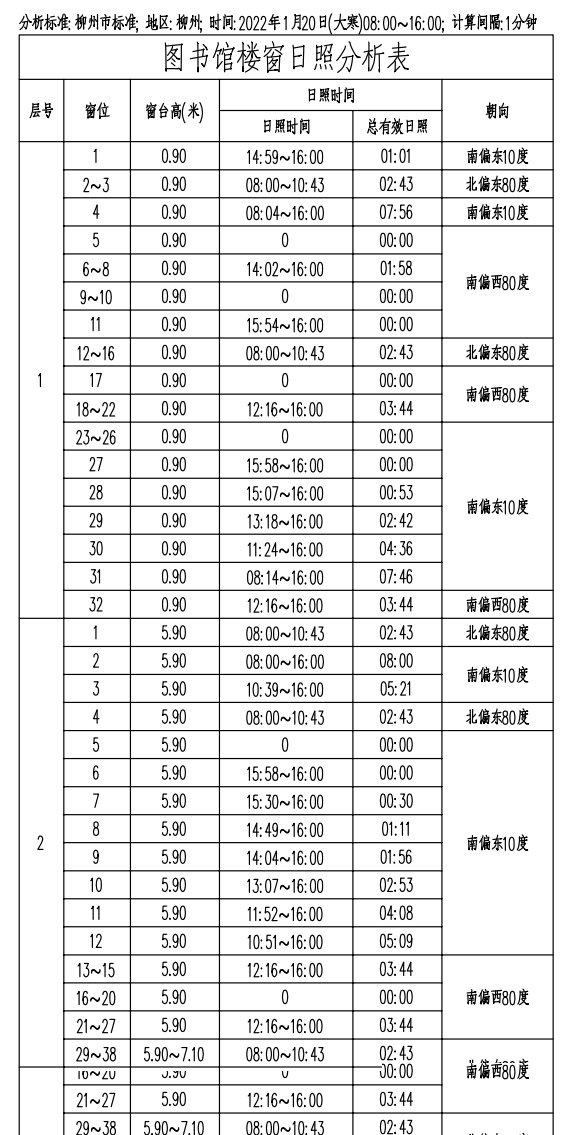 分析标准:柳州市标准; 地区:柳州; 时间:2022年1月20日(大寒)08:00~16:00; 计算间隔:1分钟
图书馆楼窗日照分析表
层号 窗位 窗台高(米) 日照时间 朝向
日照时间 总有效日照
1
1 0.90 14:59~16:00 01:01 南偏东10度
2~3 0.90 08:00~10:43 02:43 北偏东80度
4 0.90 08:04~16:00 07:56 南偏东10度
5 0.90 0 00:00
6~8 0.90 14:02~16:00 01:58 南偏西80度
9~10 0.90 0 00:00
11 0.90 15:54~16:00 00:00
12~16 0.90 08:00~10:43 02:43 北偏东80度
17 0.90 0 00:00 南偏西80度
18~22 0.90 12:16~16:00 03:44
23~26 0.90 0 00:00
27 0.90 15:58~16:00 00:00
28 0.90 15:07~16:00 00:53 南偏东10度
29 0.90 13:18~16:00 02:42
30 0.90 11:24~16:00 04:36
31 0.90 08:14~16:00 07:46
32 0.90 12:16~16:00 03:44 南偏西80度
2
1 5.90 08:00~10:43 02:43 北偏东80度
2 5.90 08:00~16:00 08:00 南偏东10度
3 5.90 10:39~16:00 05:21
4 5.90 08:00~10:43 02:43 北偏东80度
5 5.90 0 00:00
6 5.90 15:58~16:00 00:00
7 5.90 15:30~16:00 00:30
8 5.90 14:49~16:00 01:11 南偏东10度
9 5.90 14:04~16:00 01:56
10 5.90 13:07~16:00 02:53
11 5.90 11:52~16:00 04:08
12 5.90 10:51~16:00 05:09
13~15 5.90 12:16~16:00 03:44
16~20 5.90 0 00:00 南偏西80度
21~27 5.90 12:16~16:00 03:44
29~38 5.90~7.10 08:00~10:43 02:43
16~20 5.90 0 00:00 南偏西80度
21~27 5.90 12:16~16:00 03:44
29~38 5.90~7.10 08:00~10:43 02:43